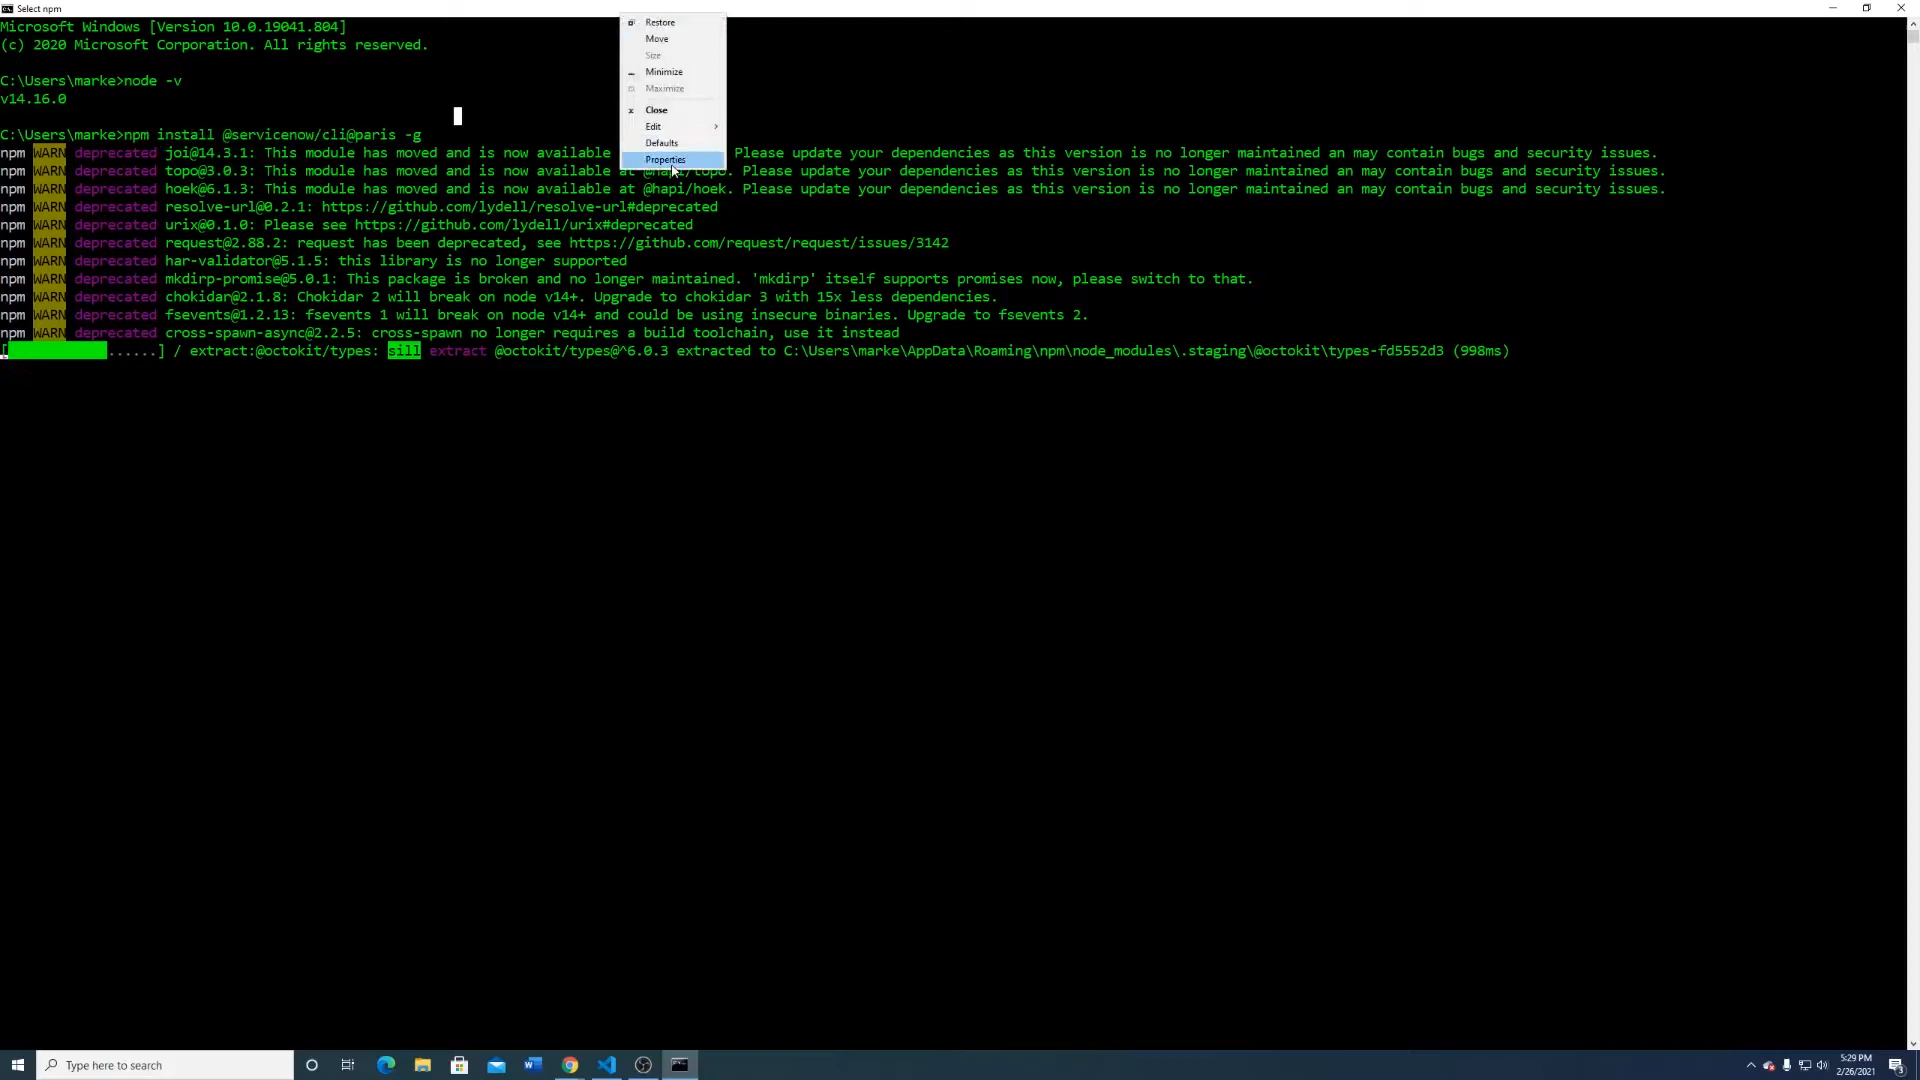 Select npm
Microsoft Windows [Version 10.0.19041.804]
(c) 2020 Microsoft Corporation. All rights reserved.
C:\Users\marke>node -v
v14.16.0
C:\Users\marke>npm install @servicenow/cli@paris -g
npm WARN deprecated joi@14.3.1: This module has moved and is now available Please update your dependencies as this version is no longer maintained an may contain bugs and security issues.
npm WARN deprecated topo@3.0.3: This module has moved and is now available at @hapi/topo. Please update your dependencies as this version is no longer maintained an may contain bugs and security issues.
npm WARN deprecated hoek@6.1.3: This module has moved and is now available at @hapi/hoek. Please update your dependencies as this version is no longer maintained an may contain bugs and security issues.
npm WARN deprecated resolve-url@0.2.1: https://github.com/lydell/resolve-url#deprecated
npm WARN deprecated urix@0.1.0: Please see https://github.com/lydell/urix#deprecated
npm WARN deprecated request@2.88.2: request has been deprecated, see https://github.com/request/request/issues/3142
npm WARN deprecated har-validator@5.1.5: this library is no longer supported
npm WARN deprecated mkdirp-promise@5.0.1: This package is broken and no longer maintained. 'mkdirp' itself supports promises now, please switch to that.
npm WARN deprecated chokidar@2.1.8: Chokidar 2 will break on node v14+. Upgrade to chokidar 3 with 15x less dependencies.
npm WARN deprecated fsevents@1.2.13: fsevents 1 will break on node v14+ and could be using insecure binaries. Upgrade to fsevents 2.
npm WARN deprecated cross-spawn-async@2.2.5: cross-spawn no longer requires a build toolchain, use it instead
[ ......] / extract:@octokit/types: sill extract @octokit/types@^6.0.3 extracted to C:\Users\marke\AppData\Roaming\npm\node_modules\.staging\@octokit\types-fd5552d3 (998ms)
Restore
Move
Size
Minimize
Maximize
Close
Edit
Defaults
Properties
Type here to search
5:29 PM
2/26/2021
3